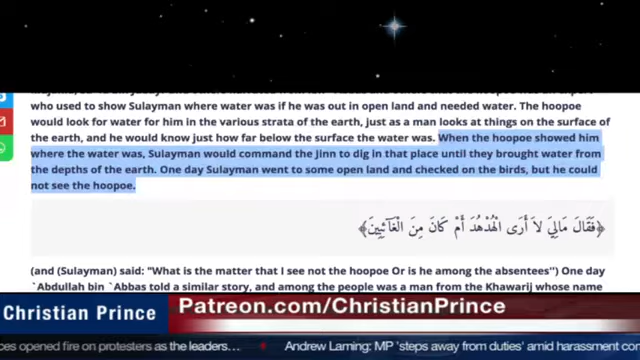 who used to show Sulayman where water was if he was out in open land and needed water. The hoopoe
would look for water for him in the various strata of the earth, just as a man looks at things on the surface of
the earth, and he would know just how far below the surface the water was. When the hoopoe showed him
where the water was, Sulayman would command the Jinn to dig in that place until they brought water from
the depths of the earth. One day Sulayman went to some open land and checked on the birds, but he could
not see the hoopoe.
﴿فَقَالَ مَالِيَ لاَ أَرَى الْهُدْهُدَ أَمْ كَانَ مِنَ الْغَآئِبِينَ﴾
(and (Sulayman) said: "What is the matter that I see not the hoopoe Or is he among the absentees'') One day
`Abdullah bin `Abbas told a similar story, and among the people was a man from the Khawarij whose name
Christian Prince
Patreon.com/ChristianPrince
ces opened fire on protesters as the leaders…
Andrew Laming: MP 'steps away from duties' amid harassment con